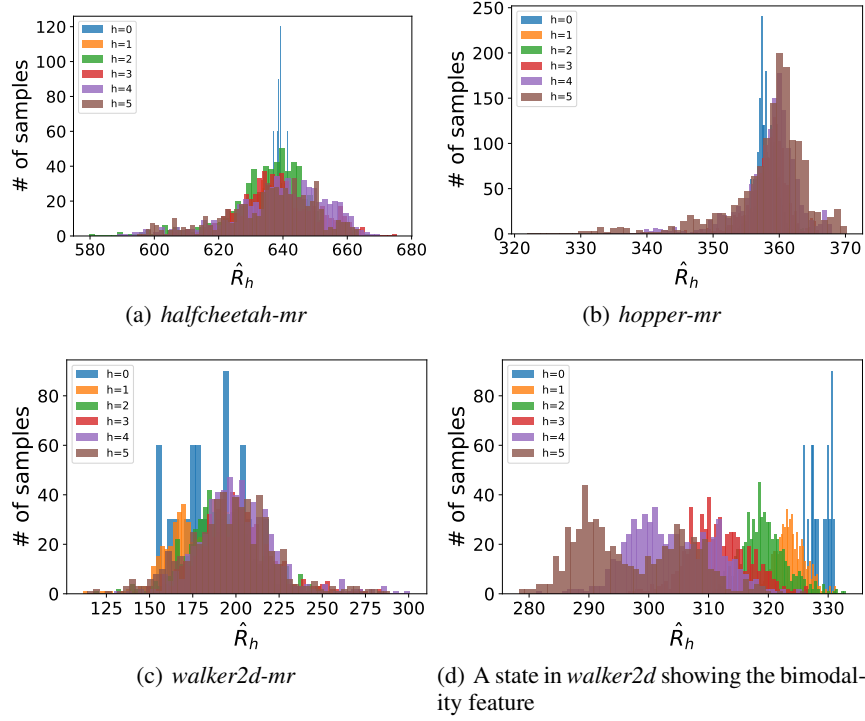 120
100
80
60
40
20
0
# of samples
h=0
h=1
h=2
h=3
h=4
h=5
580 600 620 640 660 680
R̂h
(a) halfcheetah-mr
250
200
150
100
50
0
# of samples
h=0
h=1
h=2
h=3
h=4
h=5
320 330 340 350 360 370
R̂h
(b) hopper-mr
80
60
40
20
0
# of samples
h=0
h=1
h=2
h=3
h=4
h=5
125 150 175 200 225 250 275 300
R̂h
(c) walker2d-mr
80
60
40
20
0
# of samples
h=0
h=1
h=2
h=3
h=4
h=5
280 290 300 310 320 330
R̂h
(d) A state in walker2d showing the bimodal-
ity feature